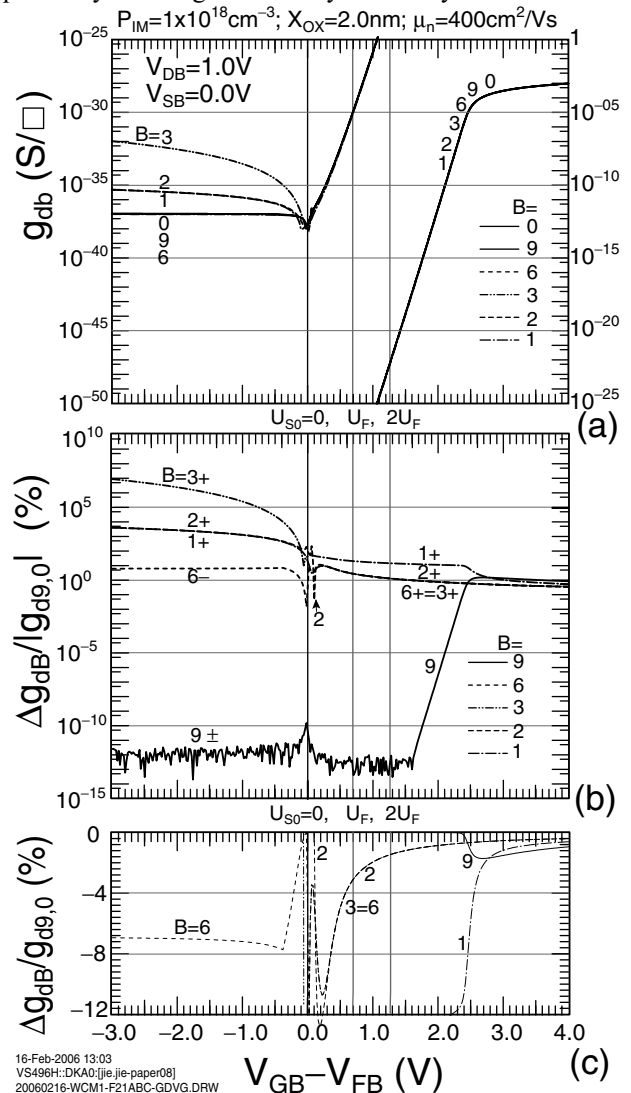 P_IM=1x10^18cm^−3; X_OX=2.0nm; μ_n=400cm^2/Vs
10^−25
10^−30
10^−35
10^−40
10^−45
10^−50
g_db (S/□)
V_DB=1.0V
V_SB=0.0V
B=3
2
1
0
9
6
0
9
6
3
2
1
B=
0
9
6
3
2
1
1
10^−05
10^−10
10^−15
10^−20
10^−25
U_S0=0, U_F, 2U_F
(a)
10^10
10^5
10^0
10^−5
10^−10
10^−15
Δg_dB/|g_d9,0| (%)
B=3+
2+
1+
6−
2
1+
2+
6+=3+
9
9 ±
B=
9
6
3
2
1
U_S0=0, U_F, 2U_F
(b)
0
−4
−8
−12
Δg_dB/g_d9,0 (%)
B=6
2
2
3=6
9
1
−3.0 −2.0 −1.0 0.0 1.0 2.0 3.0 4.0
V_GB−V_FB (V)
(c)
16-Feb-2006 13:03
VS496H::DKA0:[jie.jie-paper08]
20060216-WCM1-F21ABC-GDVG.DRW